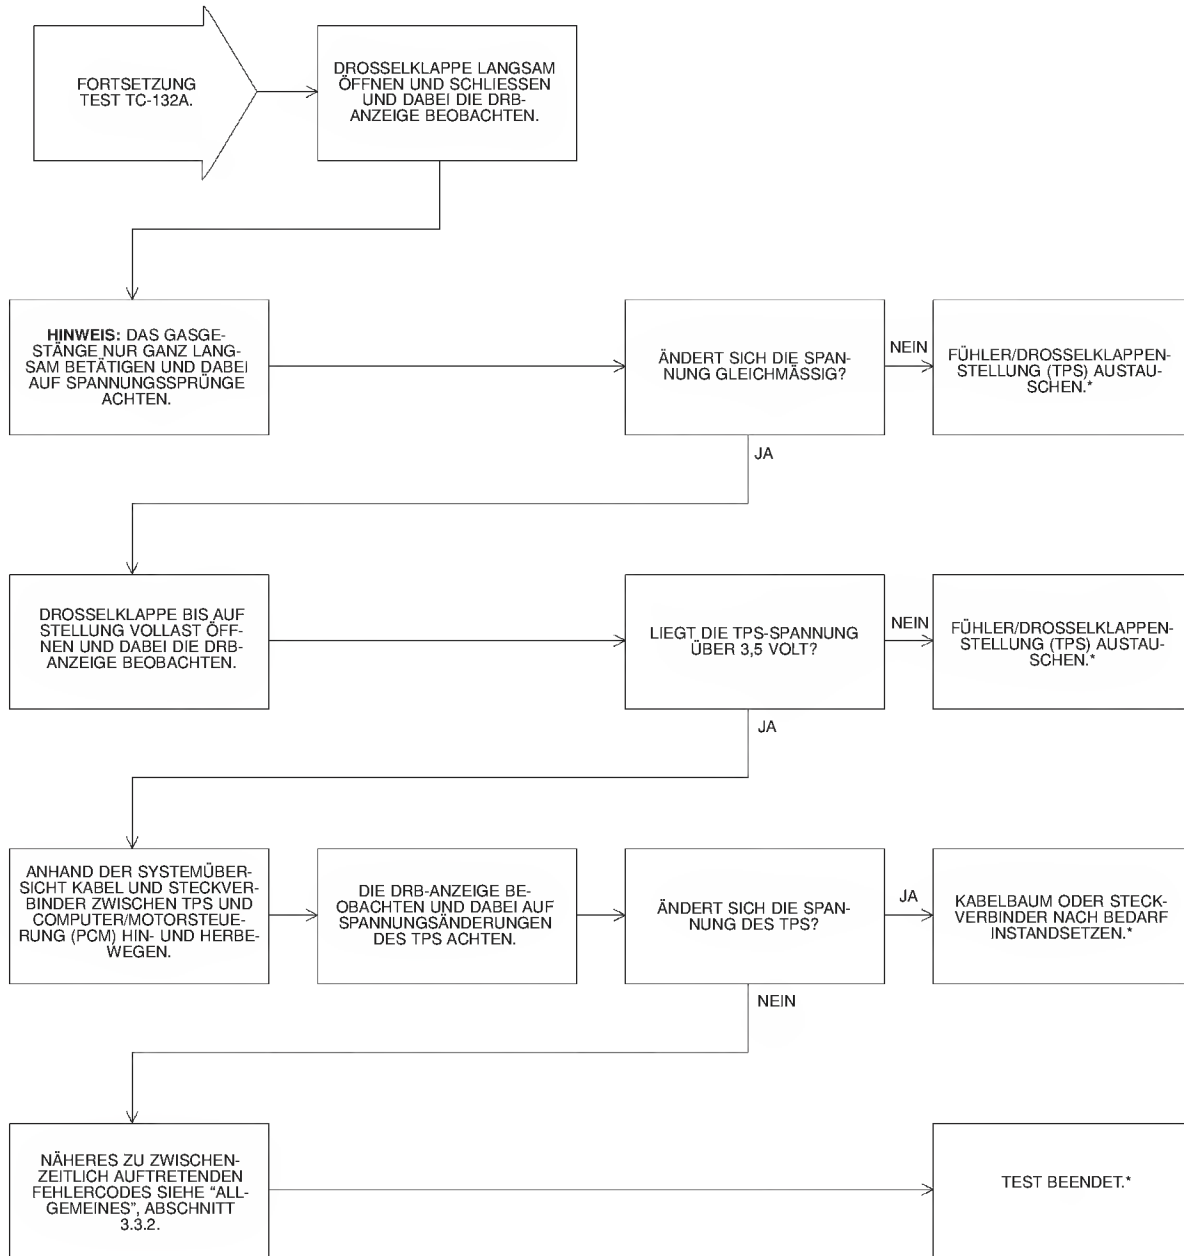 FORTSETZUNG
TEST TC-132A.
DROSSELKLAPPE LANGSAM
ÖFFNEN UND SCHLIESSEN
UND DABEI DIE DRB-
ANZEIGE BEOBACHTEN.
HINWEIS: DAS GASGE-
STÄNGE NUR GANZ LANG-
SAM BETÄTIGEN UND DABEI
AUF SPANNUNGSSPRÜNGE
ACHTEN.
ÄNDERT SICH DIE SPAN-
NUNG GLEICHMÄSSIG?
NEIN
FÜHLER/DROSSELKLAPPEN-
STELLUNG (TPS) AUSTAU-
SCHEN.*
JA
DROSSELKLAPPE BIS AUF
STELLUNG VOLLAST ÖFF-
NEN UND DABEI DIE DRB-
ANZEIGE BEOBACHTEN.
LIEGT DIE TPS-SPANNUNG
ÜBER 3,5 VOLT?
NEIN
FÜHLER/DROSSELKLAPPEN-
STELLUNG (TPS) AUSTAU-
SCHEN.*
JA
ANHAND DER SYSTEMÜBER-
SICHT KABEL UND STECKVER-
BINDER ZWISCHEN TPS UND
COMPUTER/MOTORSTEUE-
RUNG (PCM) HIN- UND HERBE-
WEGEN.
DIE DRB-ANZEIGE BE-
OBACHTEN UND DABEI AUF
SPANNUNGSÄNDERUNGEN
DES TPS ACHTEN.
ÄNDERT SICH DIE SPAN-
NUNG DES TPS?
JA
KABELBAUM ODER STECK-
VERBINDER NACH BEDARF
INSTANDSETZEN.*
NEIN
NÄHERES ZU ZWISCHEN-
ZEITLICH AUFTRETENDEN
FEHLERCODES SIEHE “ALL-
GEMEINES”, ABSCHNITT
3.3.2.
TEST BEENDET.*